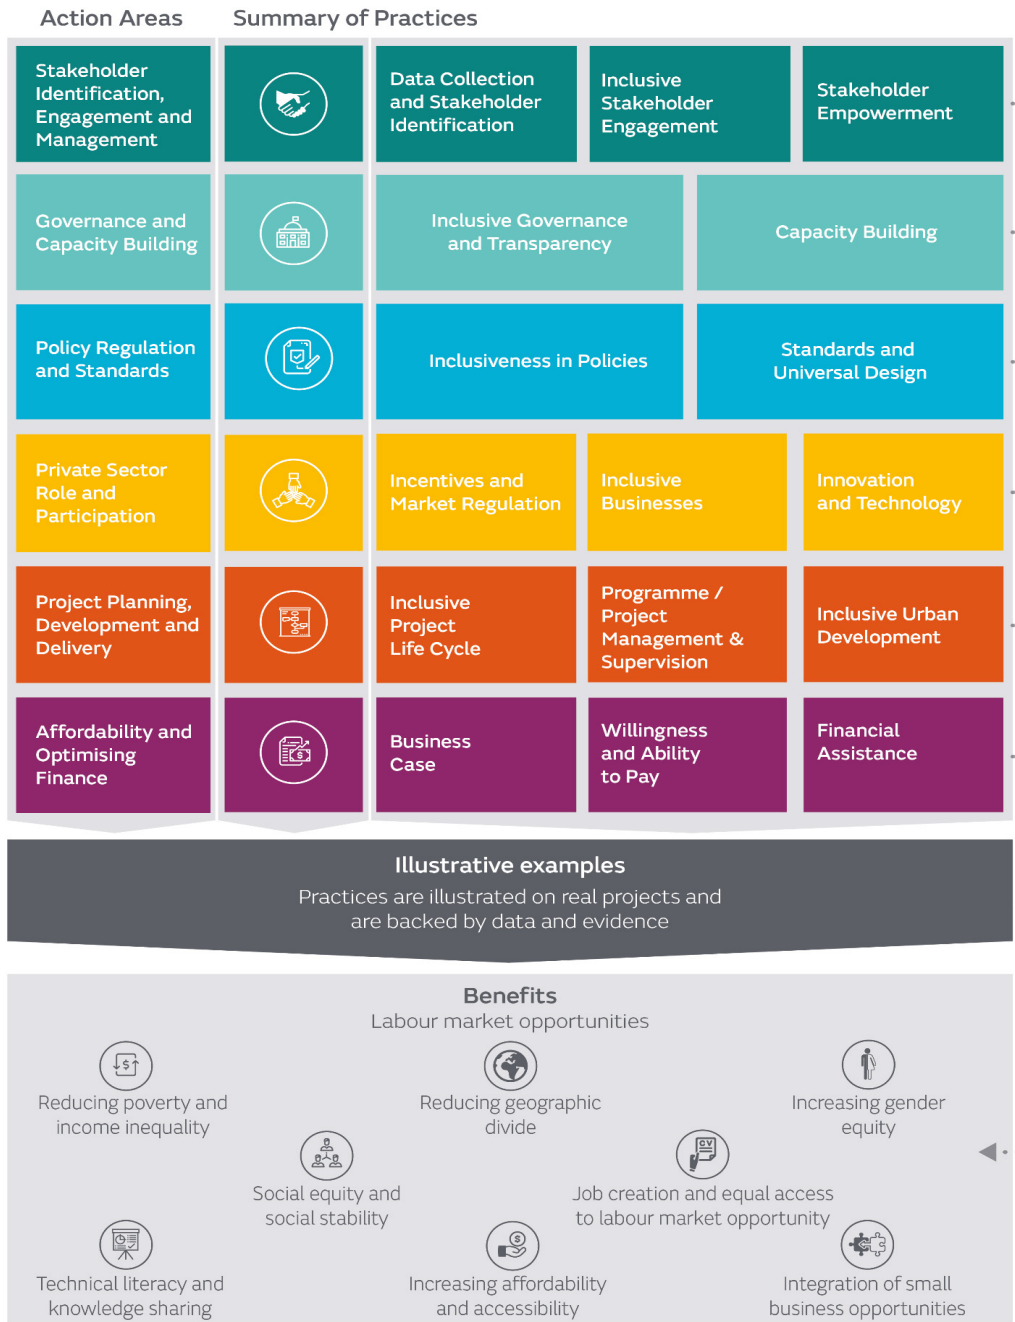 Action Areas
Summary of Practices
Stakeholder
Identification,
Engagement and
Management
Data Collection
and Stakeholder
Identification
Inclusive
Stakeholder
Engagement
Stakeholder
Empowerment
Governance and
Capacity Building
Inclusive Governance
and Transparency
Capacity Building
Policy Regulation
and Standards
Inclusiveness in Policies
Standards and
Universal Design
Private Sector
Role and
Participation
Incentives and
Market Regulation
Inclusive
Businesses
Innovation
and Technology
Project Planning,
Development and
Delivery
Inclusive
Project
Life Cycle
Programme /
Project
Management &
Supervision
Inclusive Urban
Development
Affordability and
Optimising
Finance
Business
Case
Willingness
and Ability
to Pay
Financial
Assistance
Illustrative examples
Practices are illustrated on real projects and
are backed by data and evidence
Benefits
Labour market opportunities
Reducing poverty and
income inequality
Reducing geographic
divide
Increasing gender
equity
Social equity and
social stability
CV
Job creation and equal access
to labour market opportunity
Technical literacy and
knowledge sharing
Increasing affordability
and accessibility
Integration of small
business opportunities